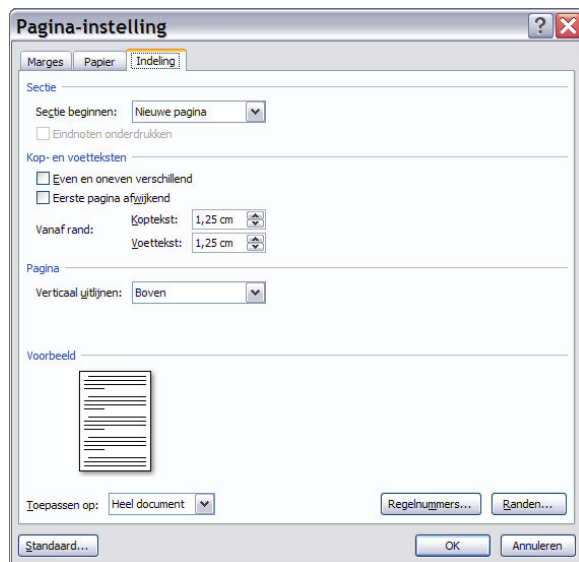 Pagina-instelling
Marges Papier Indeling
Sectie
Sectie beginnen: Nieuwe pagina
Eindnoten onderdrukken
Kop- en voetteksten
Even en oneven verschillend
Eerste pagina afwijkend
Vanaf rand: Koptekst: 1,25 cm
Voettekst: 1,25 cm
Pagina
Verticaal uitlijnen: Boven
Voorbeeld
Toepassen op: Heel document Regelnummers... Randen...
Standaard... OK Annuleren